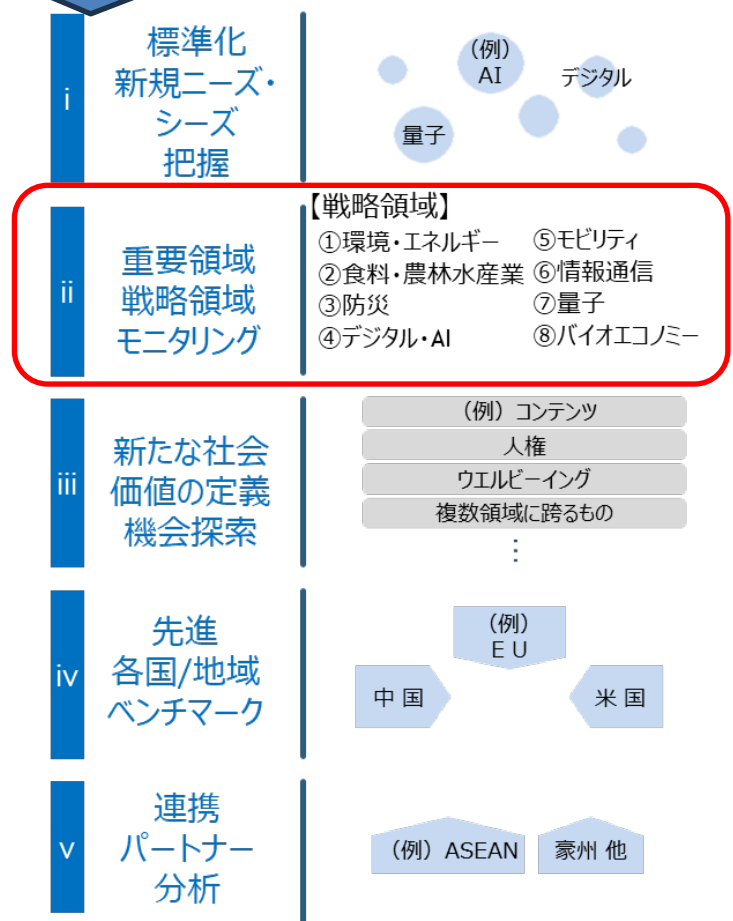 i
標準化
新規ニーズ・
シーズ
把握
(例)
AI
デジタル
量子
ii
重要領域
戦略領域
モニタリング
【戦略領域】
①環境・エネルギー
②食料・農林水産業
③防災
④デジタル・AI
⑤モビリティ
⑥情報通信
⑦量子
⑧バイオエコノミー
iii
新たな社会
価値の定義
機会探索
(例) コンテンツ
人権
ウエルビーイング
複数領域に跨るもの
⋮
iv
先進
各国/地域
ベンチマーク
(例)
EU
中国
米国
v
連携
パートナー
分析
(例) ASEAN
豪州 他